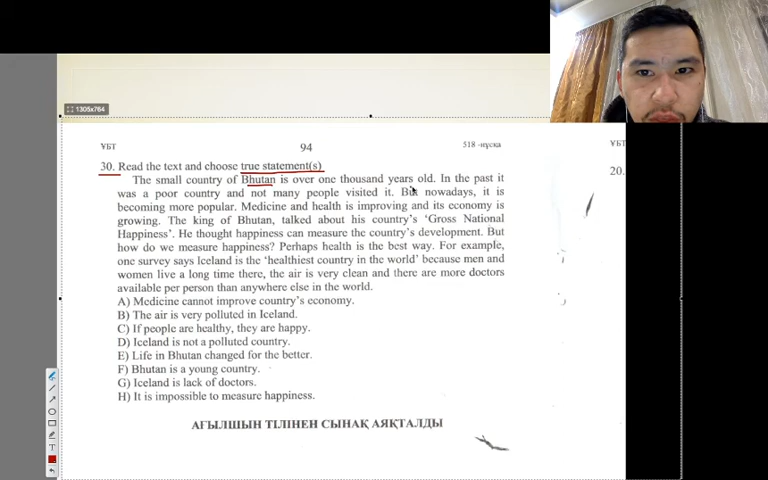 1305x764
ҰБТ 94 518 -нұсқа ҰБТ
30. Read the text and choose true statement(s) 20.
The small country of Bhutan is over one thousand years old. In the past it
was a poor country and not many people visited it. But nowadays, it is
becoming more popular. Medicine and health is improving and its economy is
growing. The king of Bhutan, talked about his country's 'Gross National
Happiness'. He thought happiness can measure the country's development. But
how do we measure happiness? Perhaps health is the best way. For example,
one survey says Iceland is the 'healthiest country in the world' because men and
women live a long time there, the air is very clean and there are more doctors
available per person than anywhere else in the world.
A) Medicine cannot improve country's economy.
B) The air is very polluted in Iceland.
C) If people are healthy, they are happy.
D) Iceland is not a polluted country.
E) Life in Bhutan changed for the better.
F) Bhutan is a young country.
G) Iceland is lack of doctors.
H) It is impossible to measure happiness.
АҒЫЛШЫН ТІЛІНЕН СЫНАҚ АЯҚТАЛДЫ